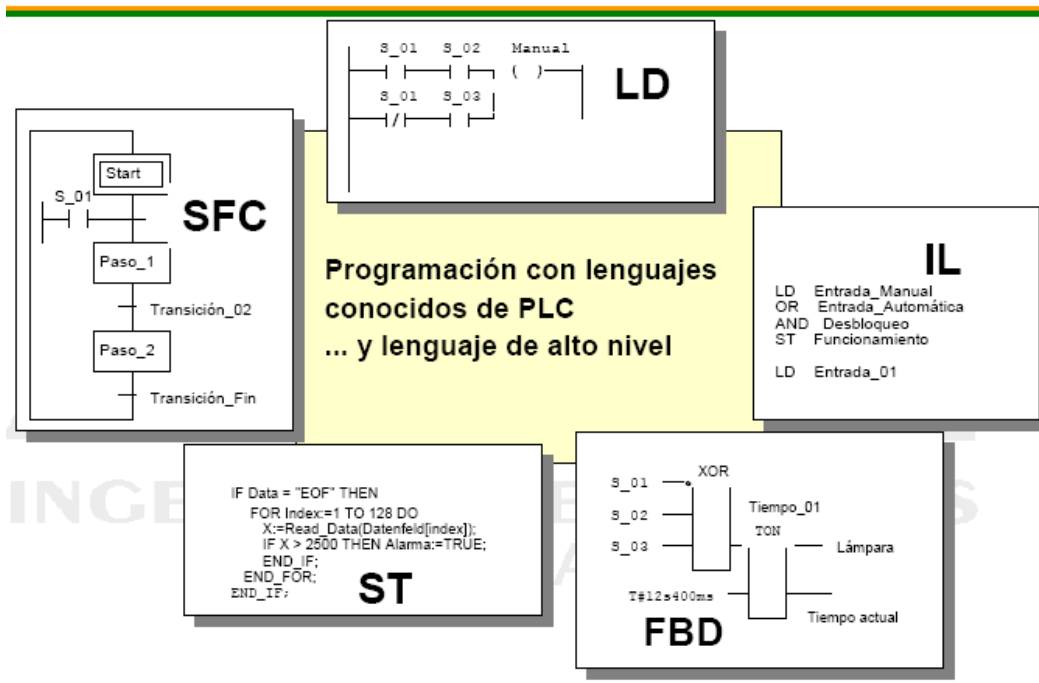 S_01 S_02 Manual
( )
S_01 S_03
LD
Start
S_01
SFC
Paso_1
Transición_02
Paso_2
Transición_Fin
Programación con lenguajes
conocidos de PLC
... y lenguaje de alto nivel
IL
LD Entrada_Manual
OR Entrada_Automática
AND Desbloqueo
ST Funcionamiento
LD Entrada_01
IF Data = "EOF" THEN
FOR Index:=1 TO 128 DO
X:=Read_Data(Datenfeld[index]);
IF X > 2500 THEN Alarma:=TRUE;
END_IF;
END_FOR;
END_IF;
ST
XOR
S_01
S_02
S_03
Tiempo_01
TON
Lámpara
T#12s400ms
Tiempo actual
FBD